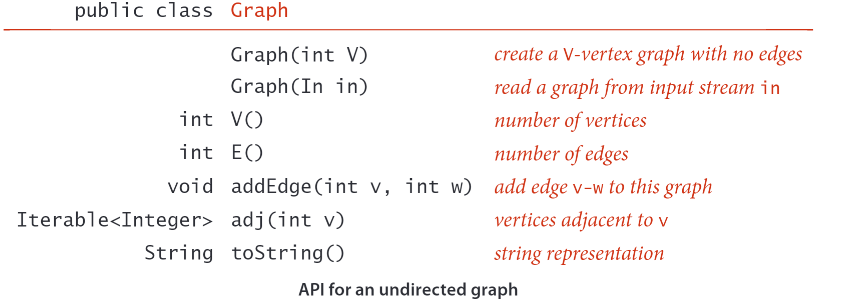 public class Graph
Graph(int V) create a V-vertex graph with no edges
Graph(In in) read a graph from input stream in
int V() number of vertices
int E() number of edges
void addEdge(int v, int w) add edge v-w to this graph
Iterable<Integer> adj(int v) vertices adjacent to v
String toString() string representation
API for an undirected graph